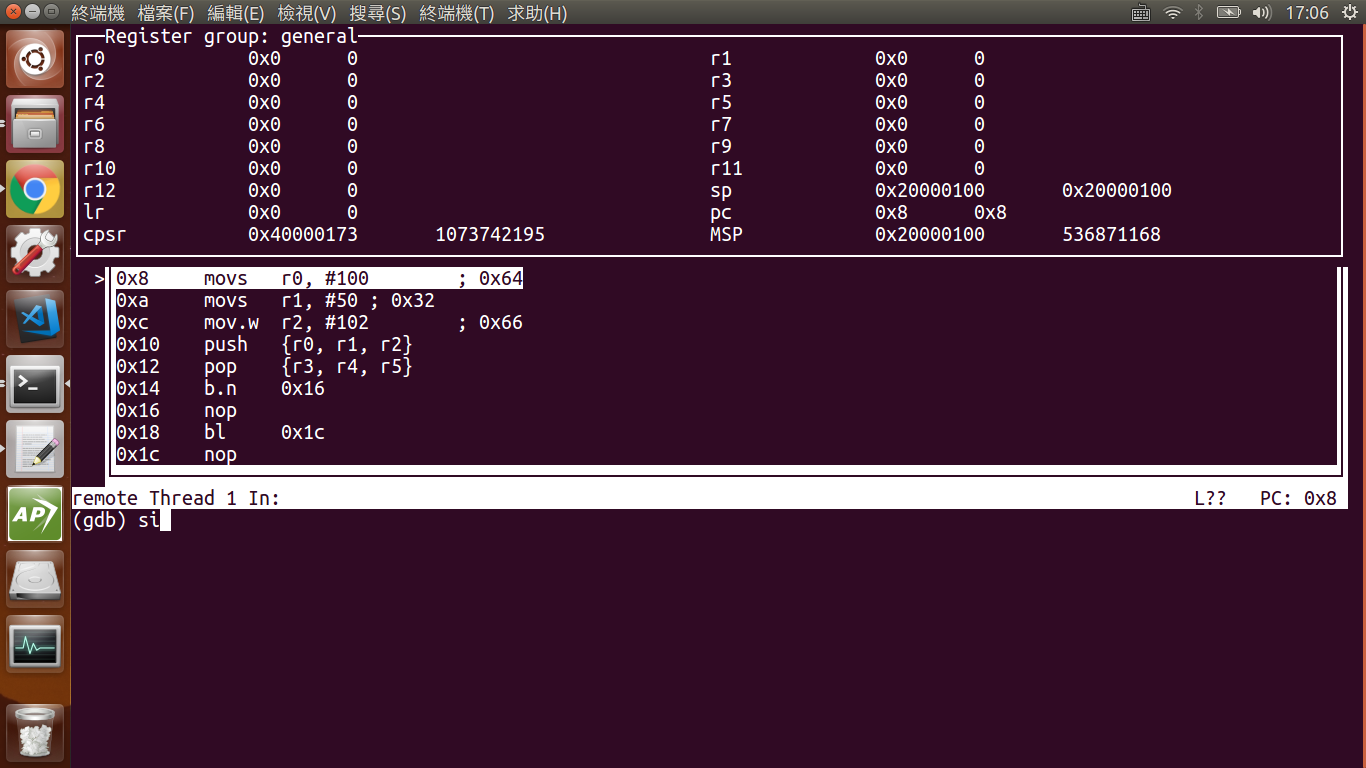 終端機 檔案(F) 編輯(E) 檢視(V) 搜尋(S) 終端機(T) 求助(H) 17:06
Register group: general
r0 0x0 0 r1 0x0 0
r2 0x0 0 r3 0x0 0
r4 0x0 0 r5 0x0 0
r6 0x0 0 r7 0x0 0
r8 0x0 0 r9 0x0 0
r10 0x0 0 r11 0x0 0
r12 0x0 0 sp 0x20000100 0x20000100
lr 0x0 0 pc 0x8 0x8
cpsr 0x40000173 1073742195 MSP 0x20000100 536871168
>0x8 movs r0, #100 ; 0x64
0xa movs r1, #50 ; 0x32
0xc mov.w r2, #102 ; 0x66
0x10 push {r0, r1, r2}
0x12 pop {r3, r4, r5}
0x14 b.n 0x16
0x16 nop
0x18 bl 0x1c
0x1c nop
remote Thread 1 In: L?? PC: 0x8
(gdb) si
>_
AP